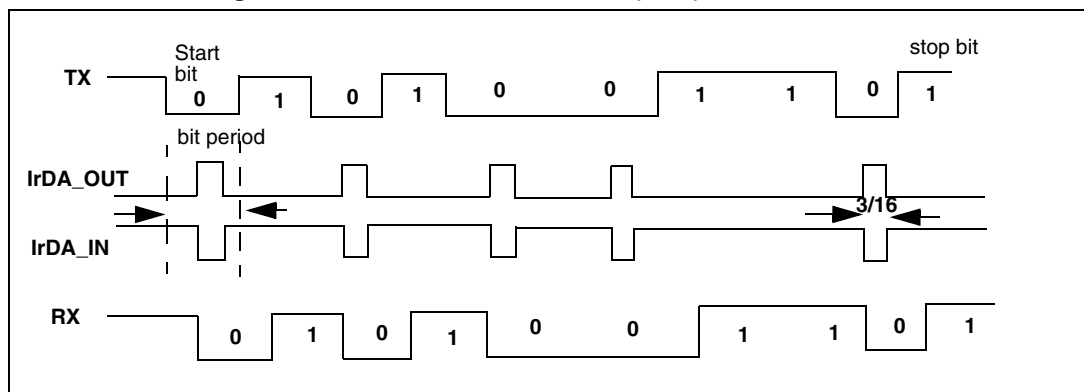 Start
bit
stop bit
TX
0 1 0 1 0 0 1 1 0 1
bit period
IrDA_OUT
3/16
IrDA_IN
RX
0 1 0 1 0 0 1 1 0 1